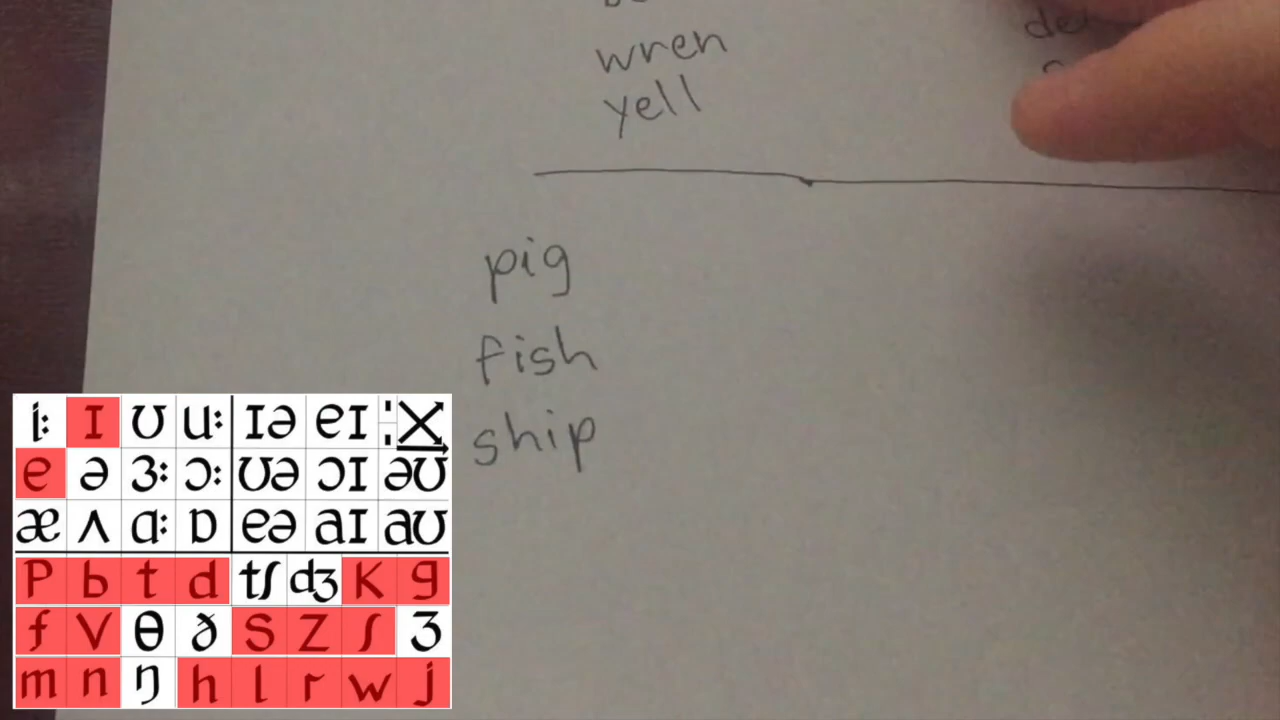 wren
yell
pig
fish
ship
iː ɪ ʊ uː ɪə eɪ
e ə ɜː ɔː ʊə ɔɪ əʊ
æ ʌ ɑː ɒ eə aɪ aʊ
p b t d tʃ dʒ k g
f v θ ð s z ʃ ʒ
m n ŋ h l r w j